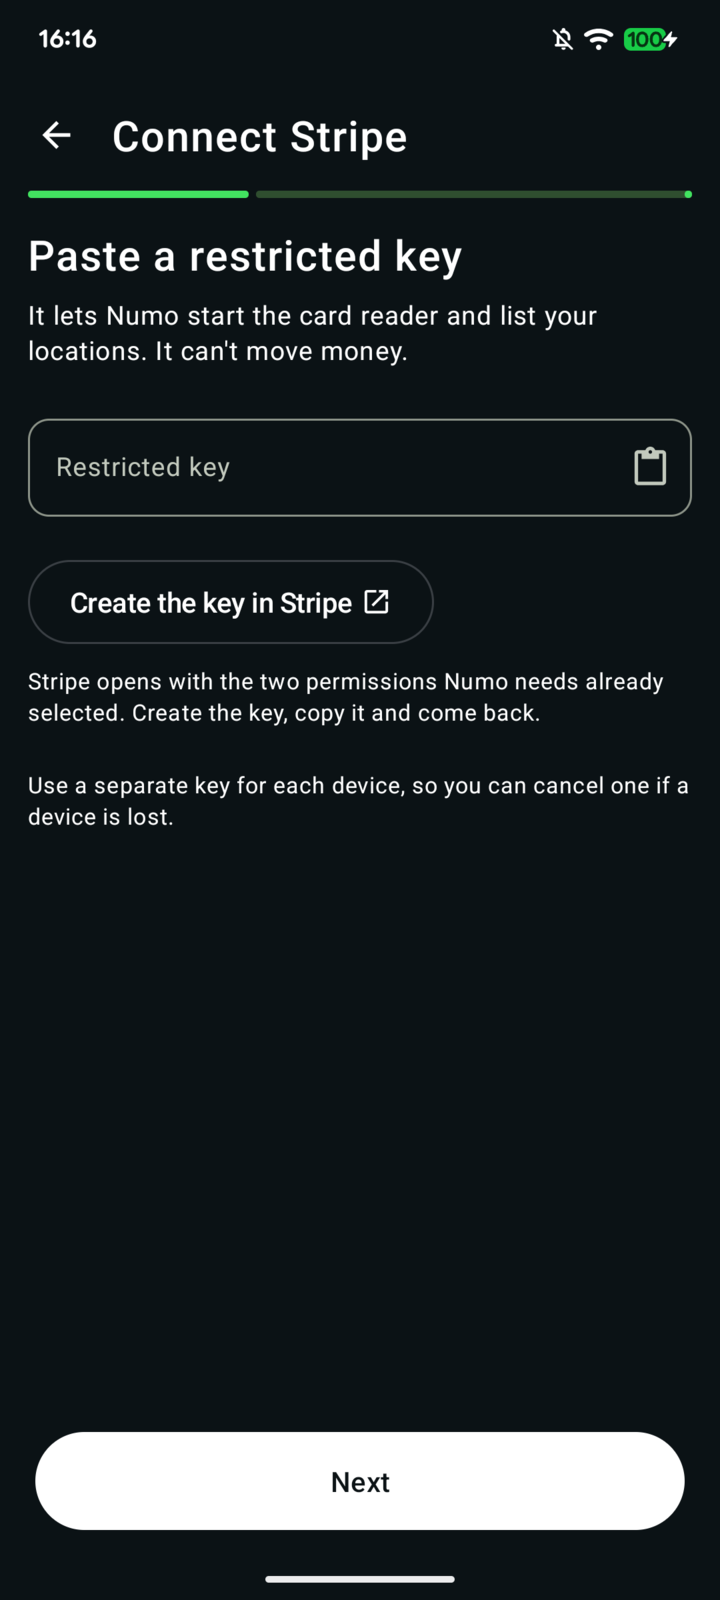 16:16
100
Connect Stripe
Paste a restricted key
It lets Numo start the card reader and list your
locations. It can't move money.
Restricted key
Create the key in Stripe
Stripe opens with the two permissions Numo needs already
selected. Create the key, copy it and come back.
Use a separate key for each device, so you can cancel one if a
device is lost.
Next